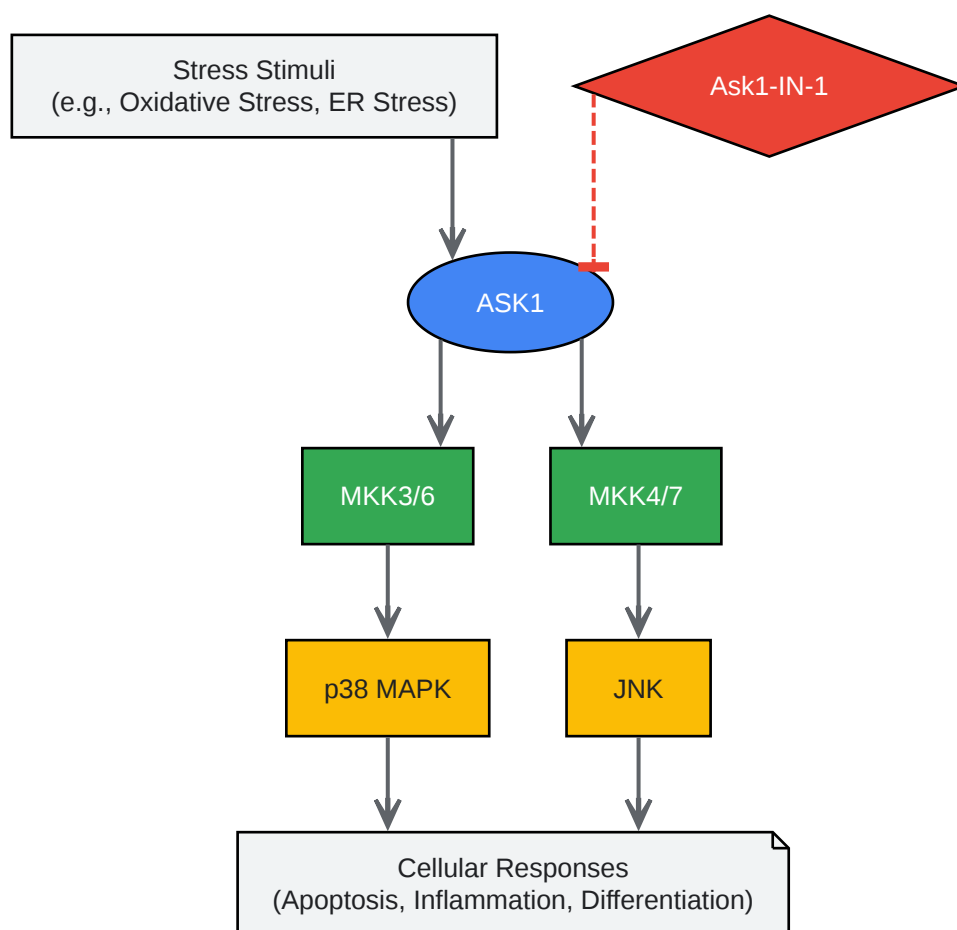 Stress Stimuli
(e.g., Oxidative Stress, ER Stress)
Ask1-IN-1
ASK1
MKK3/6
MKK4/7
p38 MAPK
JNK
Cellular Responses
(Apoptosis, Inflammation, Differentiation)